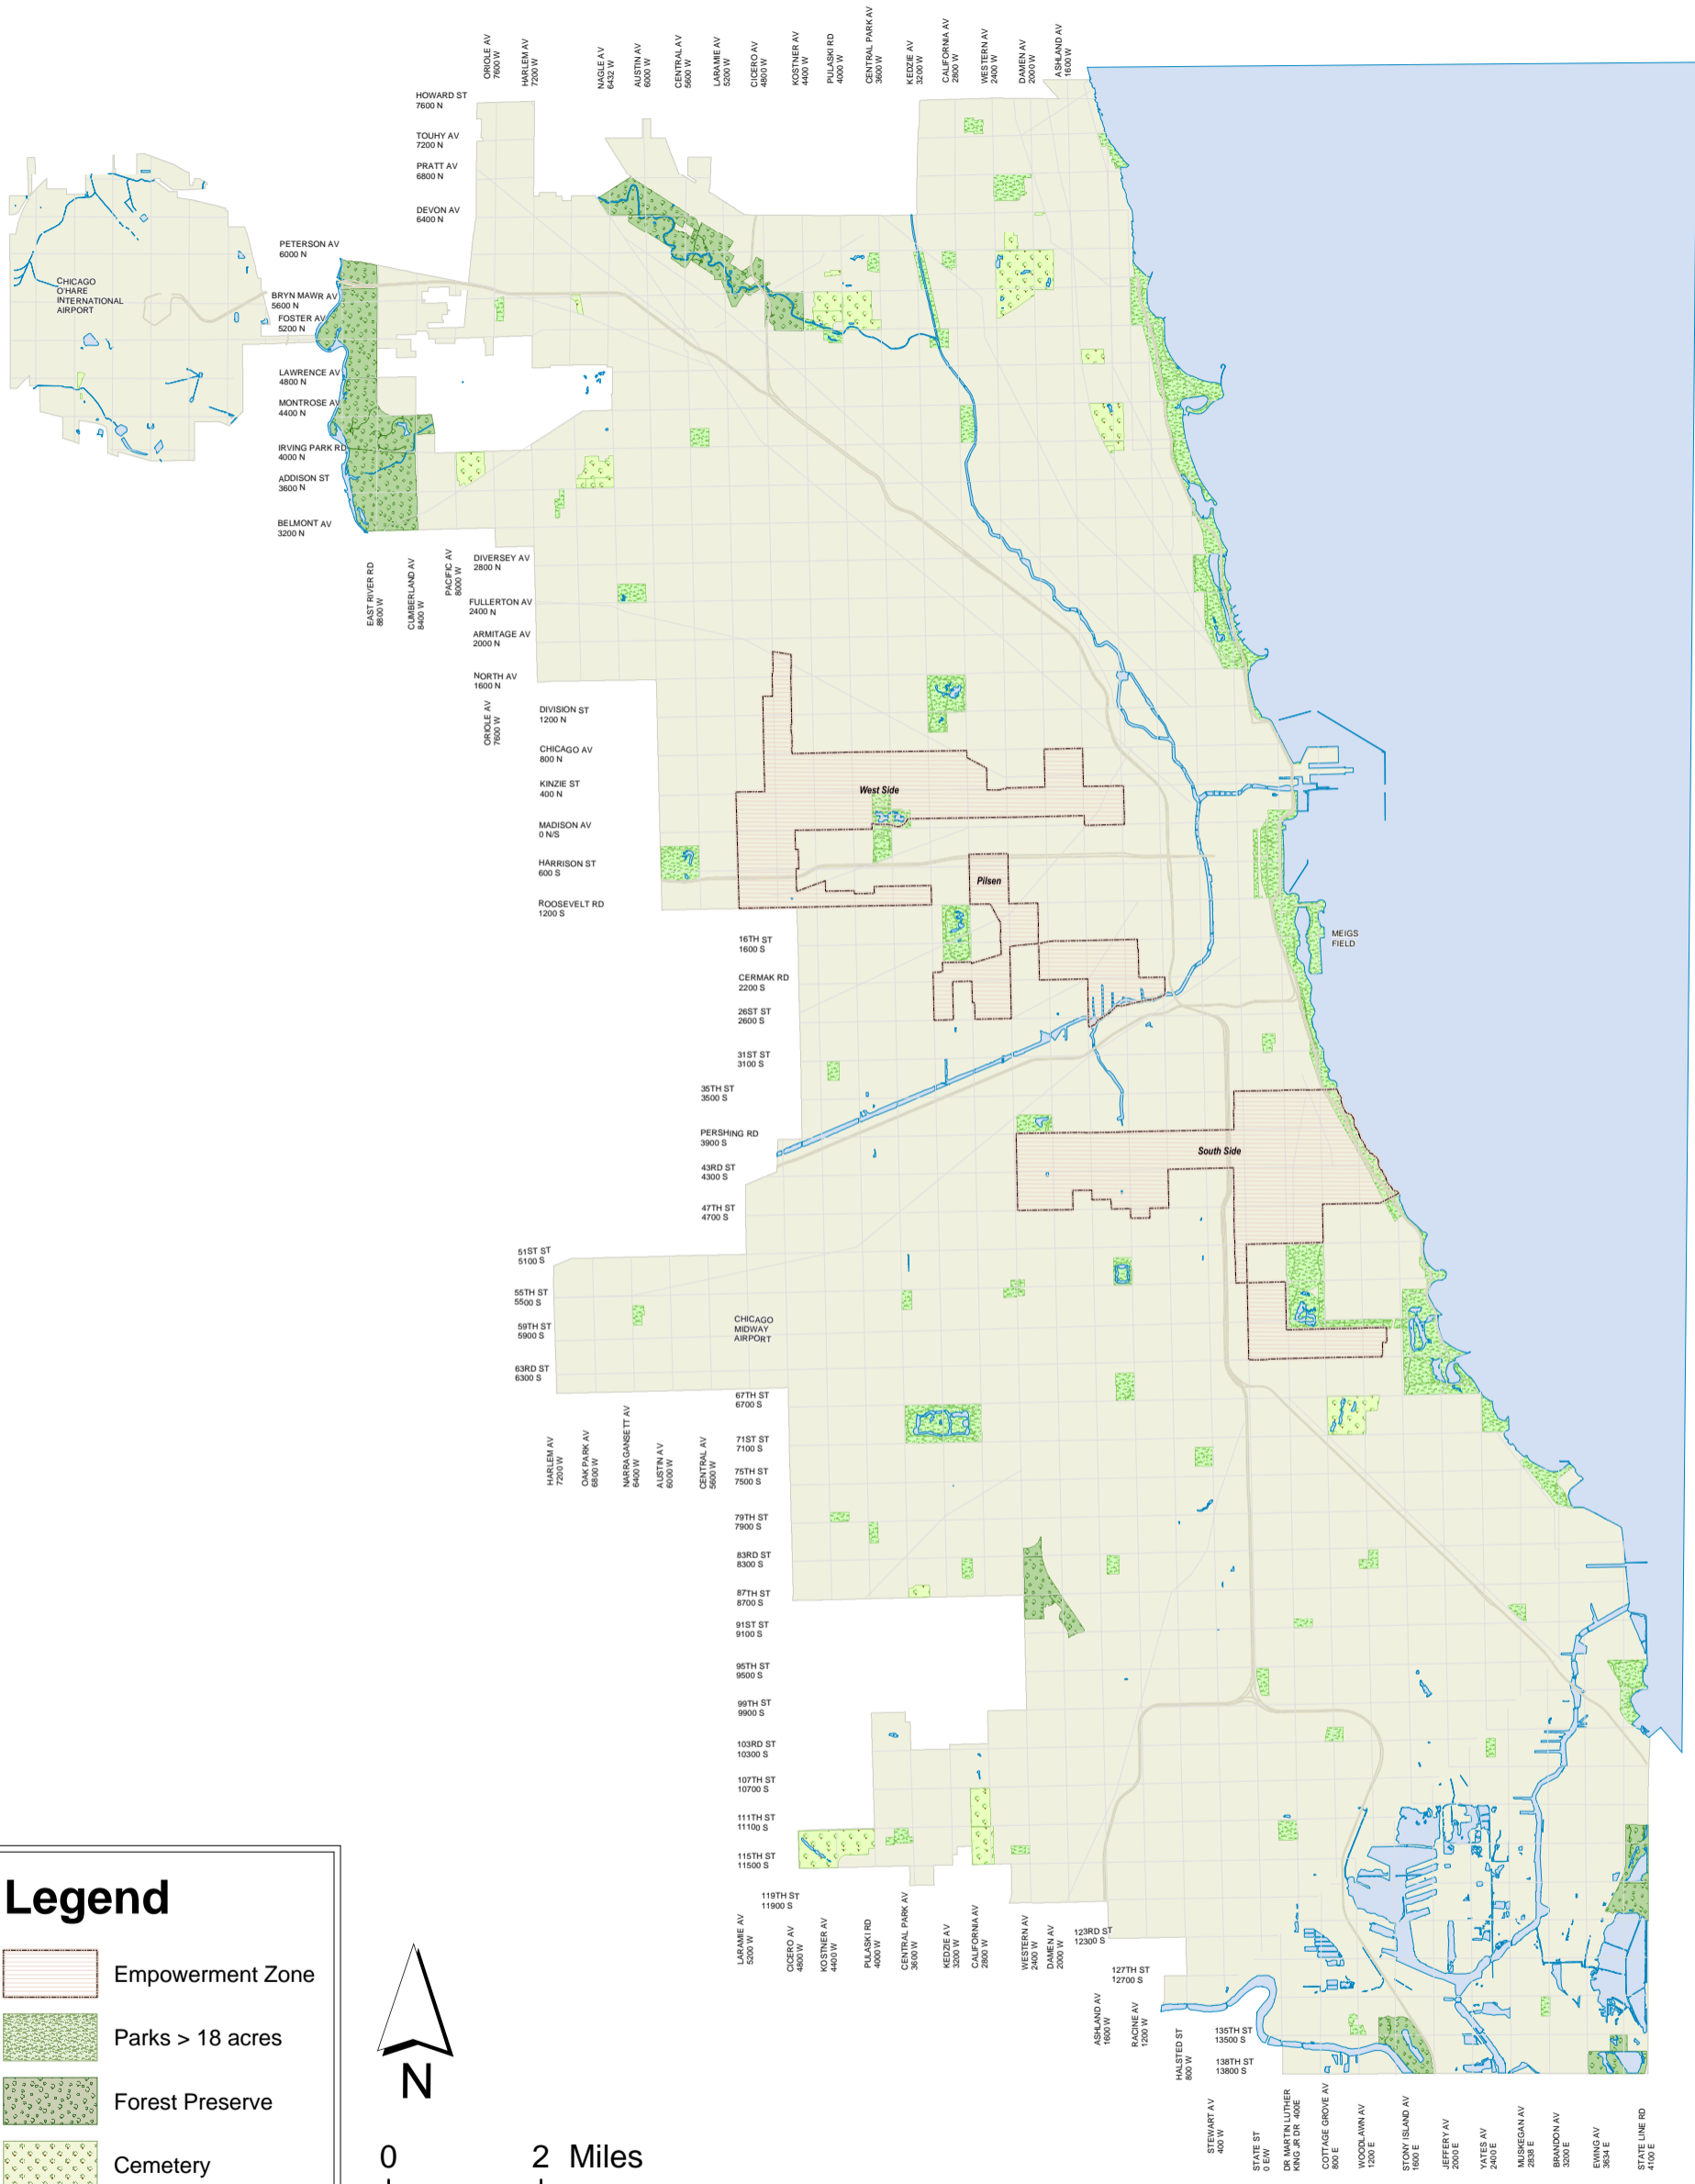 ORIOLE AV
7600 W
HARLEM AV
7200 W
NAGLE AV
6432 W
AUSTIN AV
6000 W
CENTRAL AV
5600 W
LARAMIE AV
5200 W
CICERO AV
4800 W
KOSTNER AV
4400 W
PULASKI RD
4000 W
CENTRAL PARK AV
3600 W
KEDZIE AV
3200 W
CALIFORNIA AV
2800 W
WESTERN AV
2400 W
DAMEN AV
2000 W
ASHLAND AV
1600 W
HOWARD ST
7600 N
TOUHY AV
7200 N
PRATT AV
6800 N
DEVON AV
6400 N
PETERSON AV
6000 N
CHICAGO
O'HARE
INTERNATIONAL
AIRPORT
BRYN MAWR AV
5600 N
FOSTER AV
5200 N
LAWRENCE AV
4800 N
MONTROSE AV
4400 N
IRVING PARK RD
4000 N
ADDISON ST
3600 N
BELMONT AV
3200 N
EAST RIVER RD
8800 W
CUMBERLAND AV
8400 W
PACIFIC AV
8000 W
DIVERSEY AV
2800 N
FULLERTON AV
2400 N
ARMITAGE AV
2000 N
NORTH AV
1600 N
ORIOLE AV
7600 W
DIVISION ST
1200 N
CHICAGO AV
800 N
KINZIE ST
400 N
West Side
MADISON AV
0 N/S
HARRISON ST
600 S
Pilsen
ROOSEVELT RD
1200 S
16TH ST
1600 S
MEIGS
FIELD
CERMAK RD
2200 S
26ST ST
2600 S
31ST ST
3100 S
35TH ST
3500 S
PERSHING RD
3900 S
South Side
43RD ST
4300 S
47TH ST
4700 S
51ST ST
5100 S
55TH ST
5500 S
59TH ST
5900 S
CHICAGO
MIDWAY
AIRPORT
63RD ST
6300 S
67TH ST
6700 S
HARLEM AV
7200 W
OAK PARK AV
6800 W
NARRAGANSETT AV
6400 W
AUSTIN AV
6000 W
CENTRAL AV
5600 W
71ST ST
7100 S
75TH ST
7500 S
79TH ST
7900 S
83RD ST
8300 S
87TH ST
8700 S
91ST ST
9100 S
95TH ST
9500 S
99TH ST
9900 S
103RD ST
10300 S
107TH ST
10700 S
111TH ST
11100 S
115TH ST
11500 S
119TH ST
11900 S
LARAMIE AV
5200 W
CICERO AV
4800 W
KOSTNER AV
4400 W
PULASKI RD
4000 W
CENTRAL PARK AV
3600 W
KEDZIE AV
3200 W
CALIFORNIA AV
2800 W
WESTERN AV
2400 W
DAMEN AV
2000 W
123RD ST
12300 S
127TH ST
12700 S
ASHLAND AV
1600 W
RACINE AV
1200 W
HALSTED ST
800 W
135TH ST
13500 S
138TH ST
13800 S
STEWART AV
400 W
STATE ST
0 E/W
DR MARTIN LUTHER
KING JR DR 400E
COTTAGE GROVE AV
800 E
WOODLAWN AV
1200 E
STONY ISLAND AV
1600 E
JEFFERY AV
2000 E
YATES AV
2400 E
MUSKEGAN AV
2838 E
BRANDON AV
3200 E
EWING AV
3634 E
STATE LINE RD
4100 E
Legend
Empowerment Zone
Parks > 18 acres
Forest Preserve
Cemetery
N
0 2 Miles